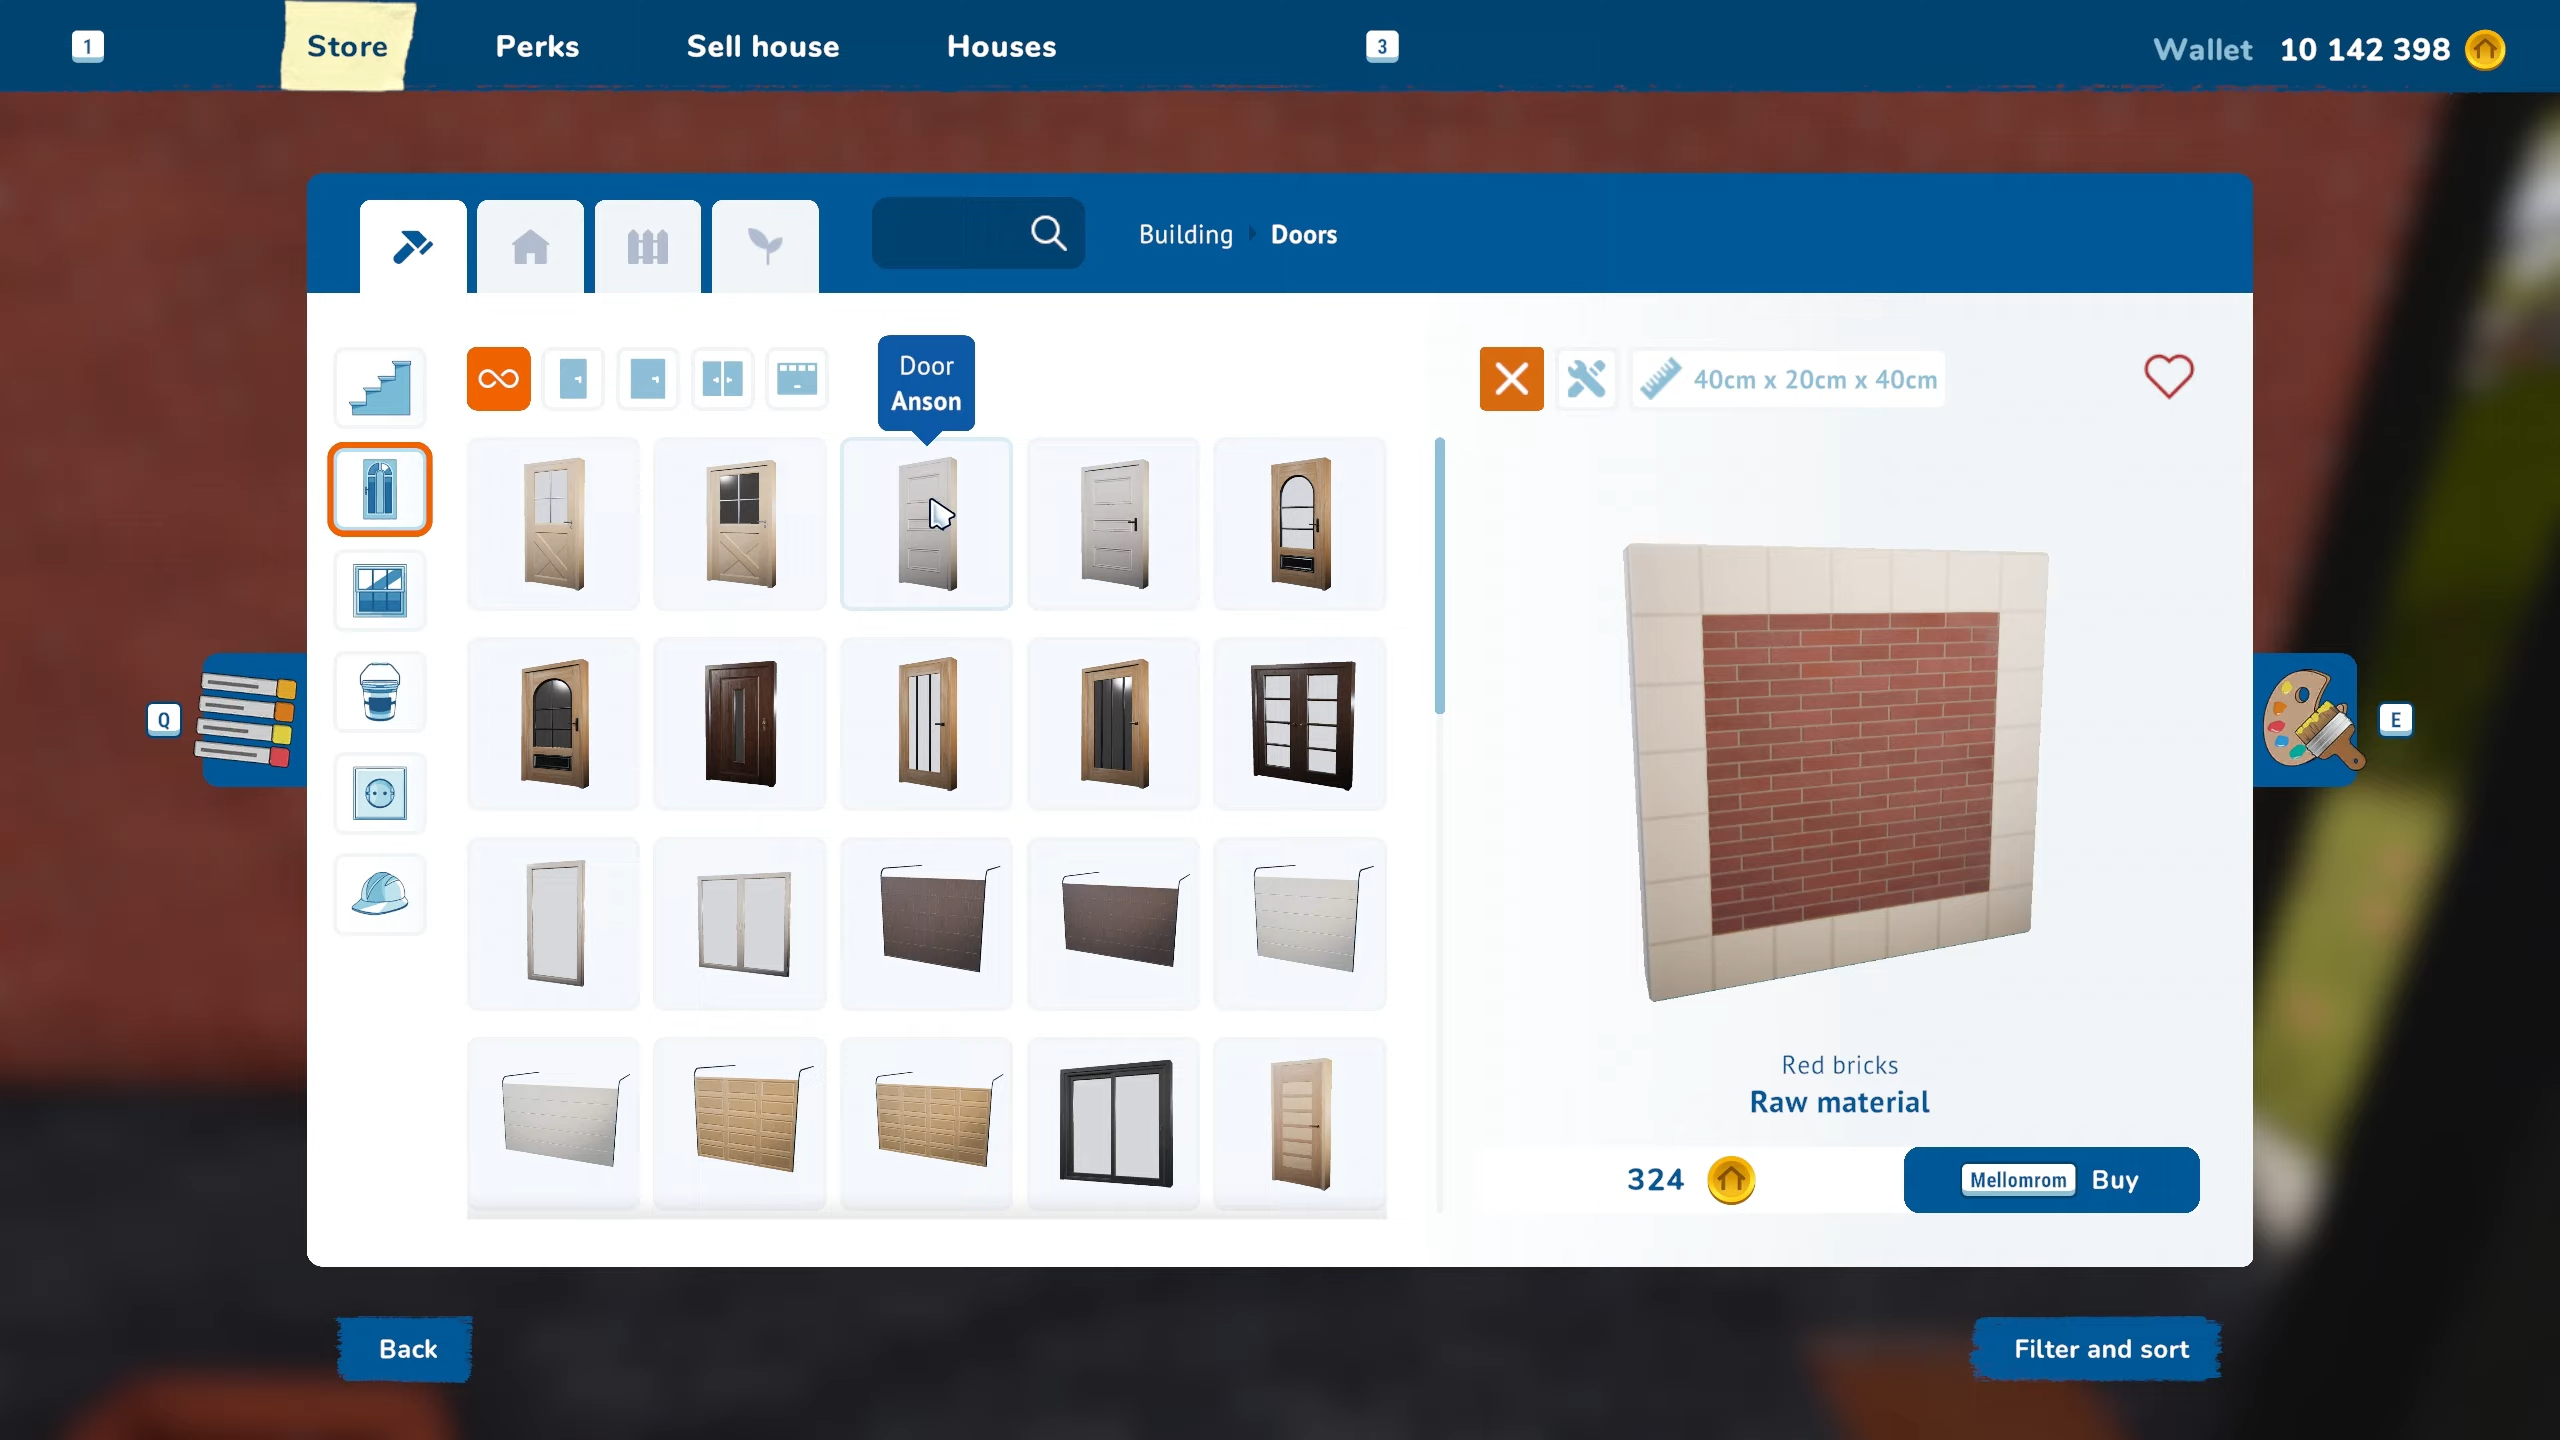 1
Store
Perks
Sell house
Houses
3
Wallet 10 142 398
Building
Doors
Door
Anson
40cm x 20cm x 40cm
Q
E
Red bricks
Raw material
324
Mellomrom Buy
Back
Filter and sort